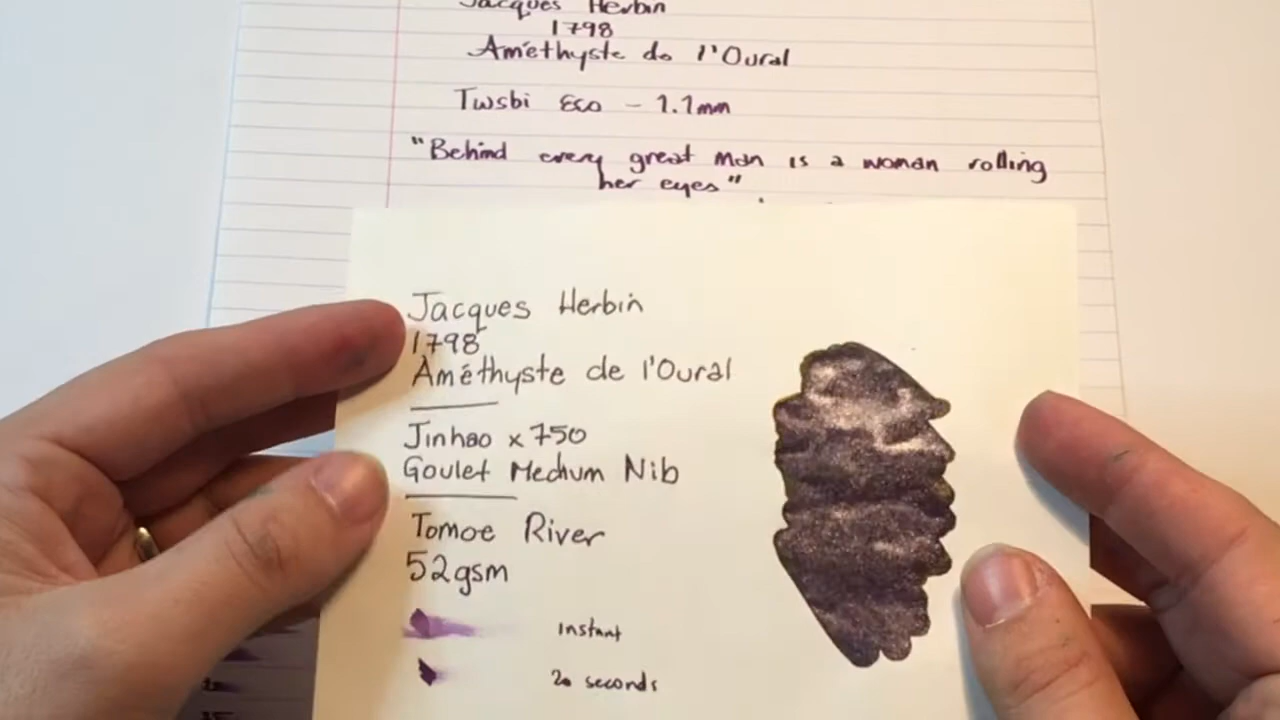 Jacques Herbin
1798
Améthyste de l'Oural
Twsbi Eco - 1.1mm
"Behind every great man is a woman rolling
her eyes".
Jacques Herbin
1798
Améthyste de l'Oural
Jinhao x750
Goulet Medium Nib
Tomoe River
52gsm
instant
20 seconds